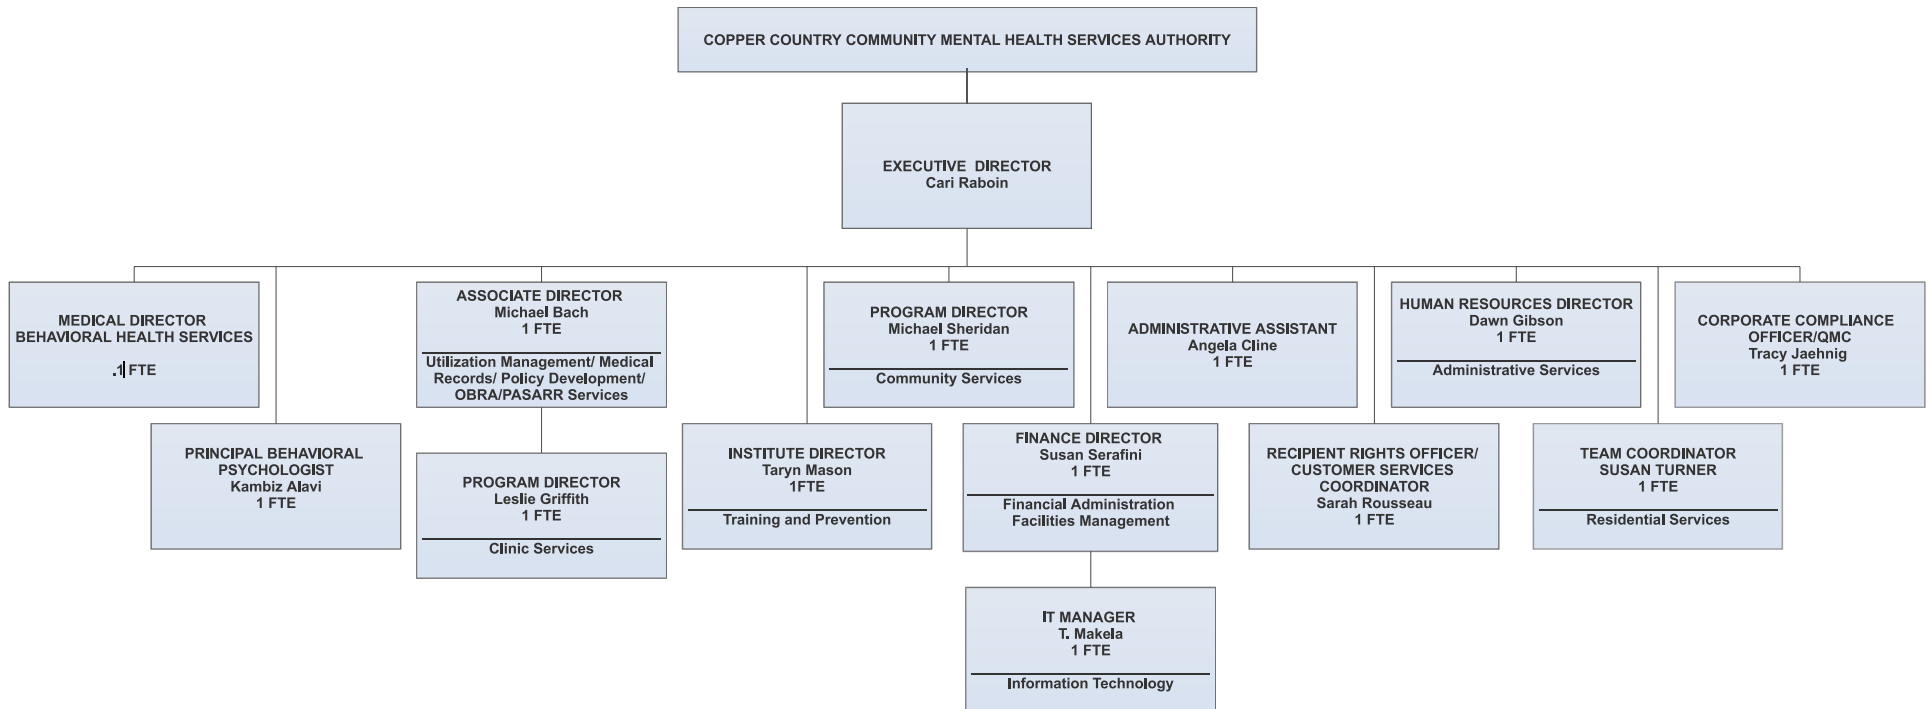 COPPER COUNTRY COMMUNITY MENTAL HEALTH SERVICES AUTHORITY
EXECUTIVE DIRECTOR
Cari Raboin
MEDICAL DIRECTOR
BEHAVIORAL HEALTH SERVICES
.1 FTE
ASSOCIATE DIRECTOR
Michael Bach
1 FTE
Utilization Management/ Medical
Records/ Policy Development/
OBRA/PASARR Services
PROGRAM DIRECTOR
Michael Sheridan
1 FTE
Community Services
ADMINISTRATIVE ASSISTANT
Angela Cline
1 FTE
HUMAN RESOURCES DIRECTOR
Dawn Gibson
1 FTE
Administrative Services
CORPORATE COMPLIANCE
OFFICER/QMC
Tracy Jaehnig
1 FTE
PRINCIPAL BEHAVIORAL
PSYCHOLOGIST
Kambiz Alavi
1 FTE
PROGRAM DIRECTOR
Leslie Griffith
1 FTE
Clinic Services
INSTITUTE DIRECTOR
Taryn Mason
1FTE
Training and Prevention
FINANCE DIRECTOR
Susan Serafini
1 FTE
Financial Administration
Facilities Management
RECIPIENT RIGHTS OFFICER/
CUSTOMER SERVICES
COORDINATOR
Sarah Rousseau
1 FTE
TEAM COORDINATOR
SUSAN TURNER
1 FTE
Residential Services
IT MANAGER
T. Makela
1 FTE
Information Technology